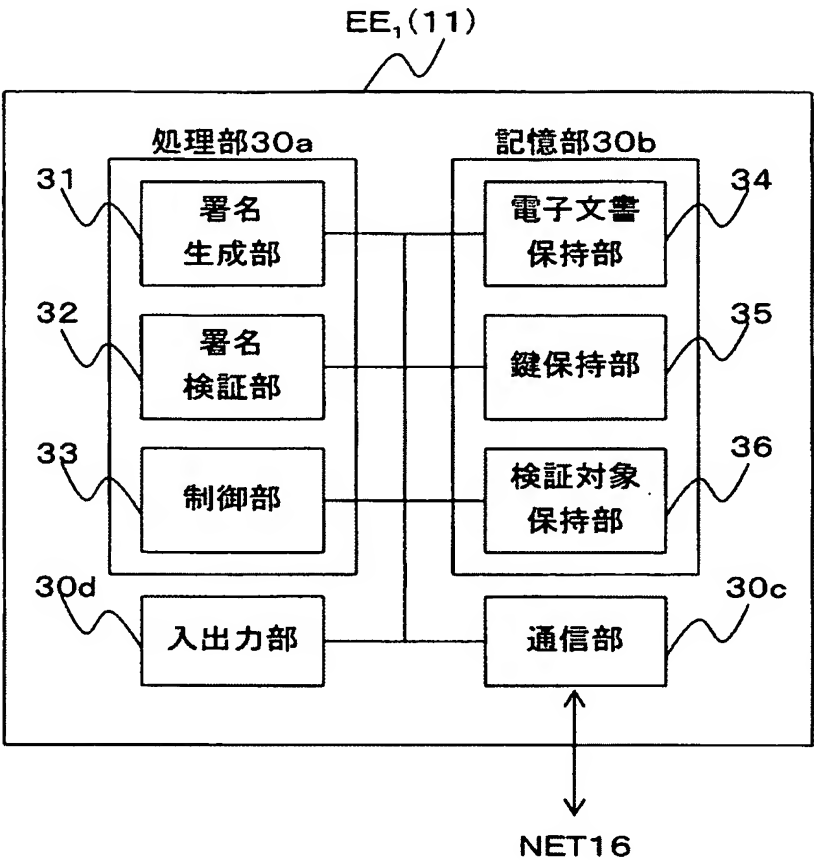 EE₁(11)
処理部30a
記憶部30b
31
署名
生成部
34
電子文書
保持部
32
署名
検証部
35
鍵保持部
33
制御部
36
検証対象
保持部
30d
入出力部
30c
通信部
NET16